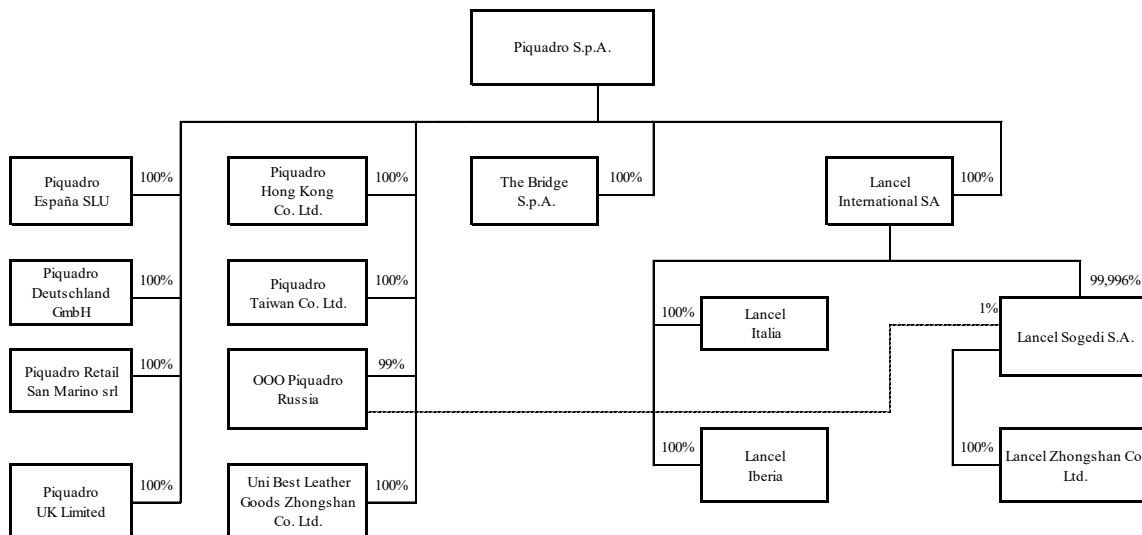 Piquadro S.p.A.
Piquadro
España SLU
100%
Piquadro
Hong Kong
Co. Ltd.
100%
The Bridge
S.p.A.
100%
Lancel
International SA
100%
Piquadro
Deutschland
GmbH
100%
Piquadro
Taiwan Co. Ltd.
100%
100%
Lancel
Italia
99,996%
1%
Lancel Sogedi S.A.
Piquadro Retail
San Marino srl
100%
OOO Piquadro
Russia
99%
Piquadro
UK Limited
100%
Uni Best Leather
Goods Zhongshan
Co. Ltd.
100%
100%
Lancel
Iberia
100%
Lancel Zhongshan Co
Ltd.